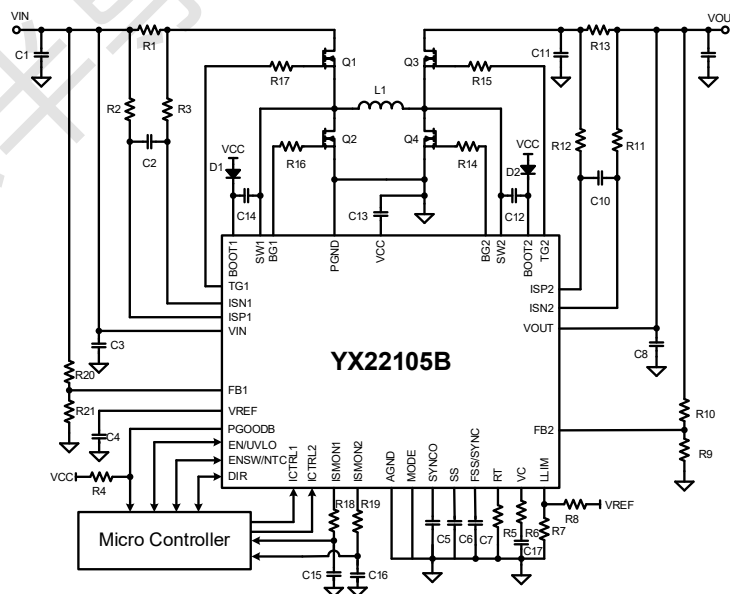 VIN
VOU
R1
R13
C1
C11
Q1
Q3
R17
R15
L1
R2
R3
R12
R11
Q2
Q4
VCC
VCC
C2
D1
R16
R14
D2
C10
C14
C13
C12
BOOT1
SW1
BG1
PGND
VCC
BG2
SW2
BOOT2
TG2
TG1
ISP2
ISN1
ISN2
ISP1
VIN
VOUT
C3
C8
YX22105B
R20
FB1
R21
R10
VREF
FB2
C4
PGOODB
R9
EN/UVLO
ENSW/NTC
DIR
ICTRL1
ICTRL2
ISMON1
ISMON2
AGND
MODE
SYNCO
SS
FSS/SYNC
RT
VC
LLIM
VCC
R4
R18
R19
R8
VREF
Micro Controller
C5
C6
C7
R5
R6
R7
C17
C15
C16